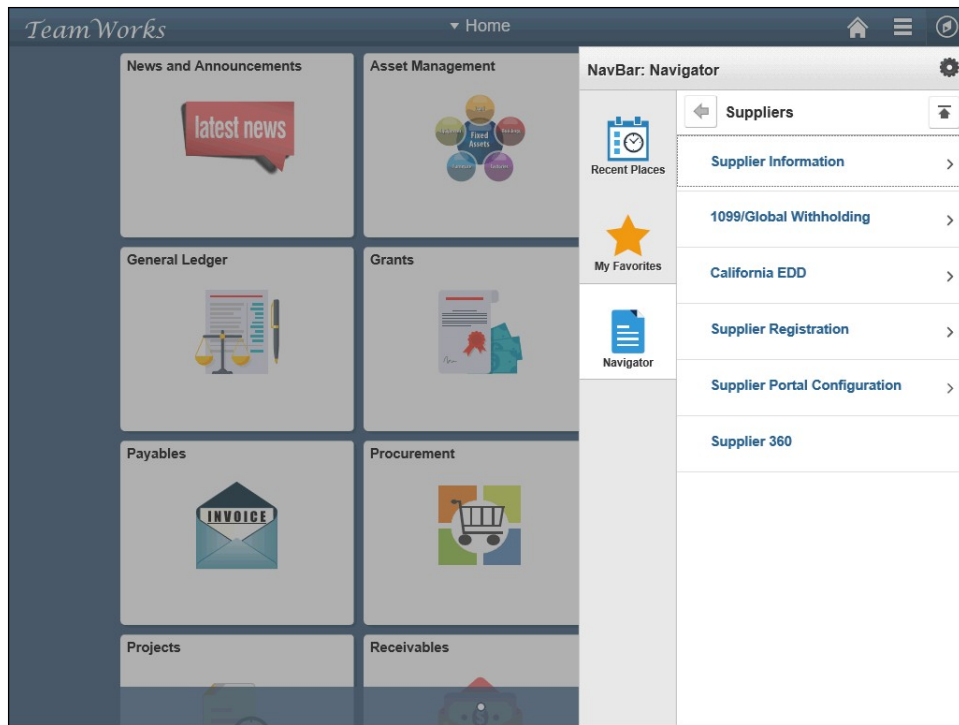 TeamWorks
Home
News and Announcements
latest news
Asset Management
Fixed
Assets
General Ledger
Grants
Payables
INVOICE
Procurement
Projects
Receivables
NavBar: Navigator
Recent Places
My Favorites
Navigator
Suppliers
Supplier Information
1099/Global Withholding
California EDD
Supplier Registration
Supplier Portal Configuration
Supplier 360